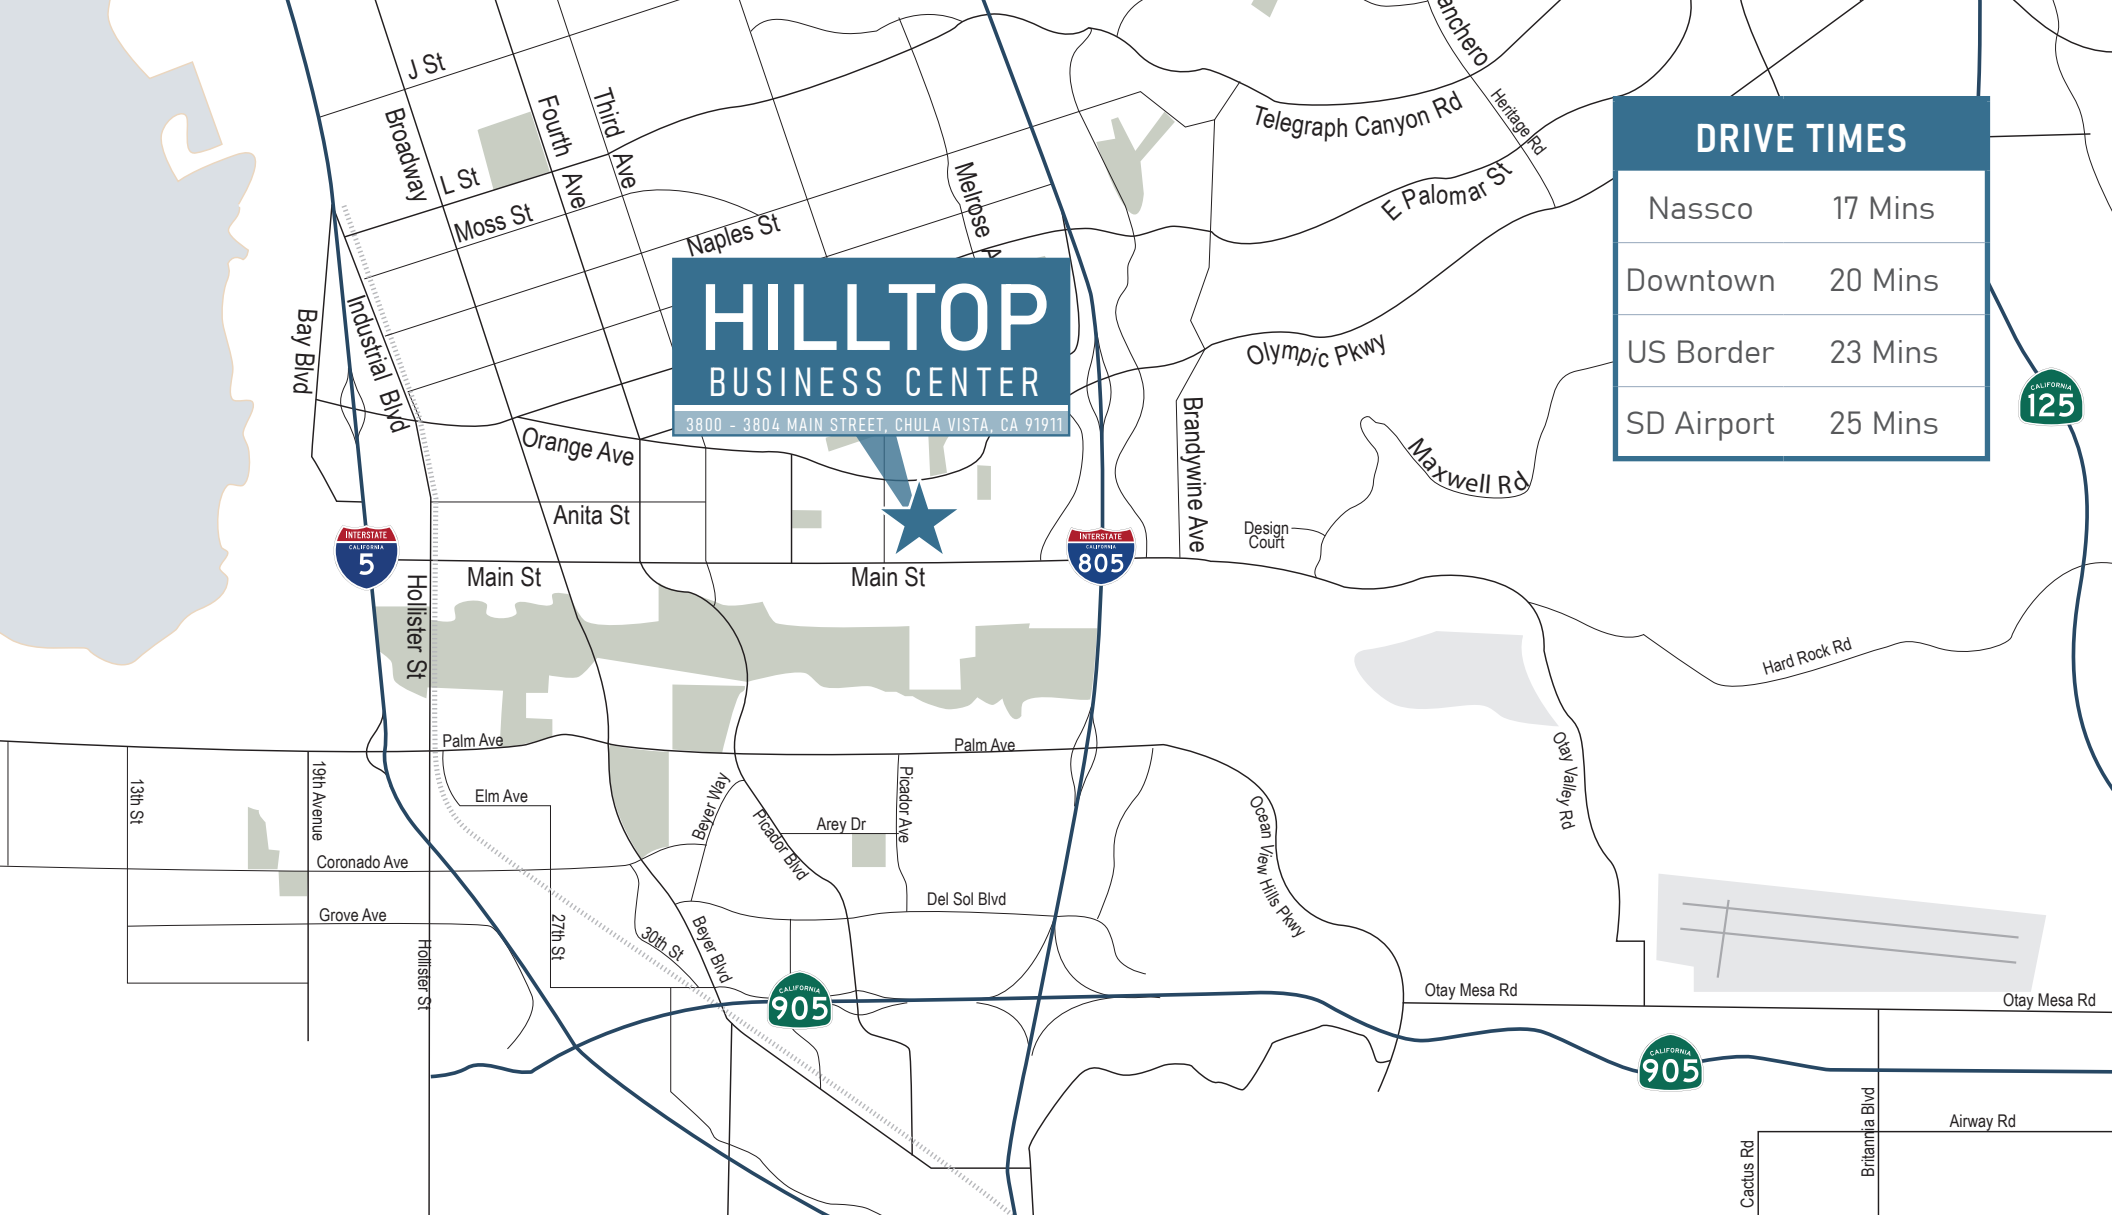 J St
Broadway
Fourth Ave
Third Ave
L St
Moss St
Naples St
Melrose A
Telegraph Canyon Rd
anchero
Heritage Rd
E Palomar St
DRIVE TIMES
Nassco 17 Mins
Downtown 20 Mins
US Border 23 Mins
SD Airport 25 Mins
HILLTOP
BUSINESS CENTER
3800 - 3804 MAIN STREET, CHULA VISTA, CA 91911
Bay Blvd
Industrial Blvd
Olympic Pkwy
CALIFORNIA
125
Orange Ave
Brandywine Ave
Maxwell Rd
Anita St
Design
Court
INTERSTATE
CALIFORNIA
5
INTERSTATE
CALIFORNIA
805
Main St
Main St
Hollister St
Hard Rock Rd
Palm Ave
Palm Ave
Otay Valley Rd
13th St
19th Avenue
Elm Ave
Beyer Way
Picador Blvd
Arey Dr
Picador Ave
Ocean View Hills Pkwy
Coronado Ave
Grove Ave
Del Sol Blvd
Hollister St
27th St
30th St
Beyer Blvd
CALIFORNIA
905
Otay Mesa Rd
Otay Mesa Rd
CALIFORNIA
905
Airway Rd
Britannia Blvd
Cactus Rd